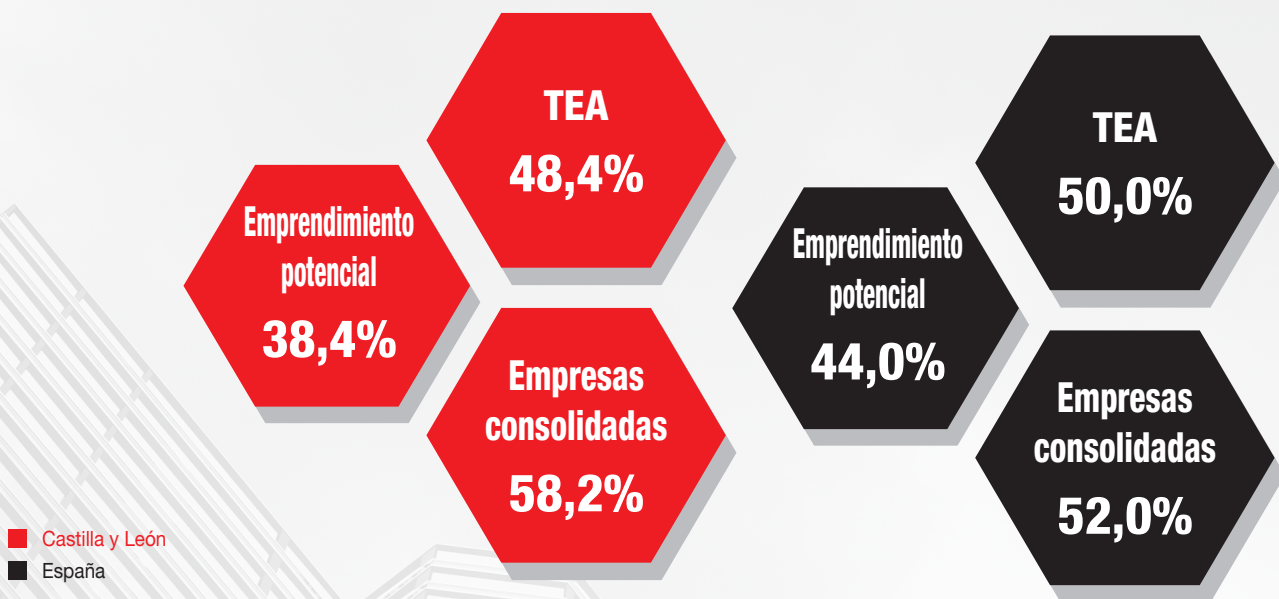 TEA
48,4%
Emprendimiento
potencial
38,4%
Empresas
consolidadas
58,2%
TEA
50,0%
Emprendimiento
potencial
44,0%
Empresas
consolidadas
52,0%
Castilla y León
España